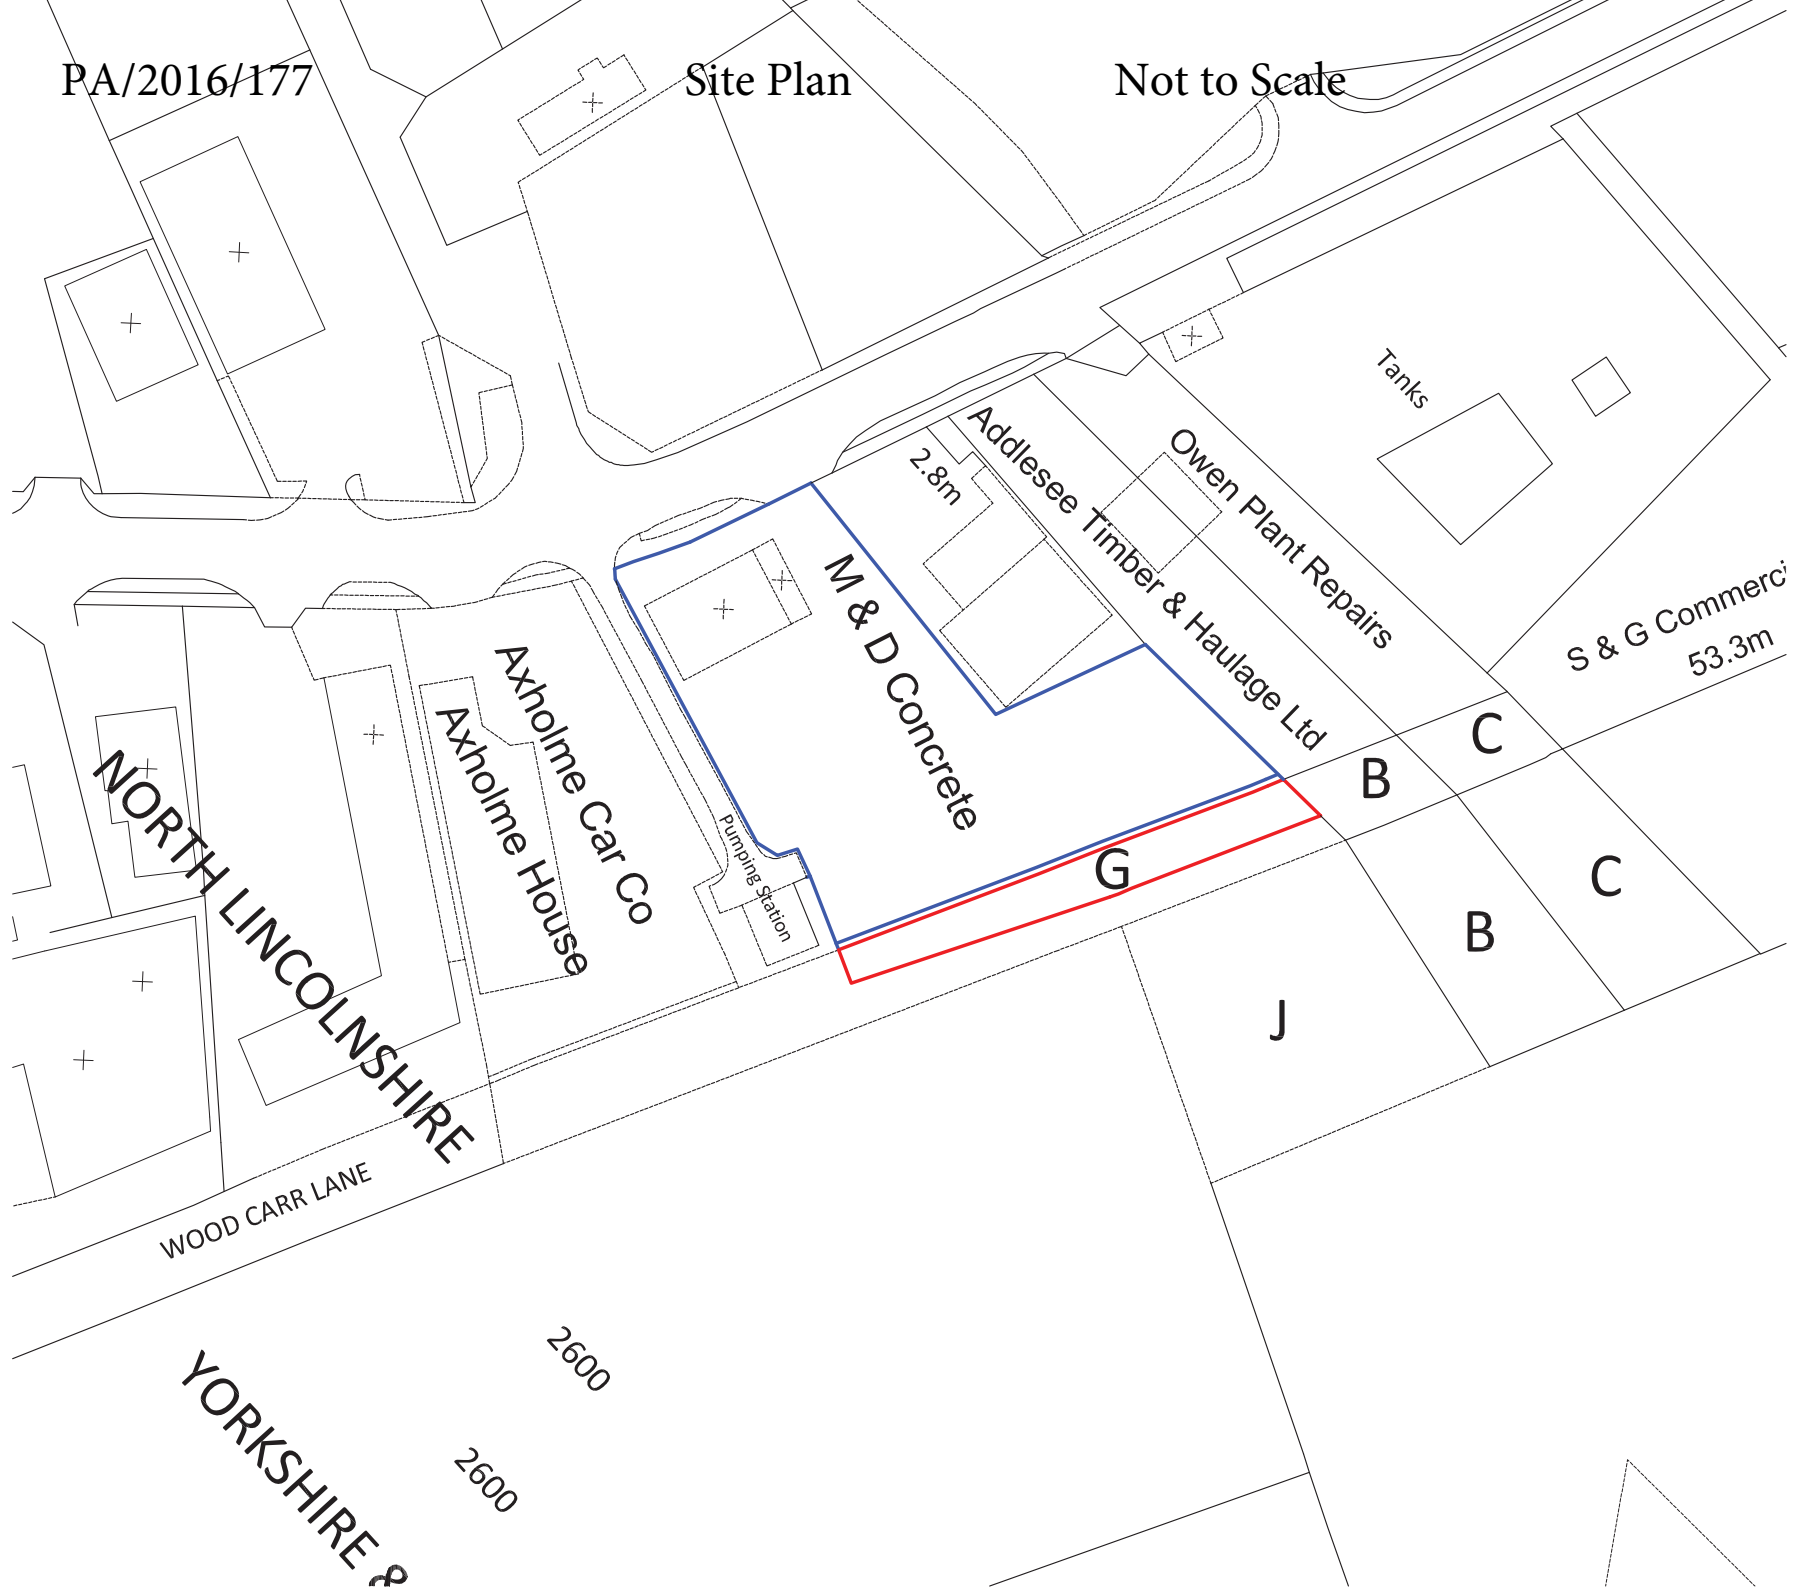 PA/2016/177
Site Plan
Not to Scale
Tanks
Addlesee Timber & Haulage Ltd
Owen Plant Repairs
2.8m
M & D Concrete
S & G Commerci
53.3m
Axholme Car Co
Axholme House
Pumping Station
C
B
G
C
B
J
NORTH LINCOLNSHIRE
WOOD CARR LANE
2600
2600
YORKSHIRE &